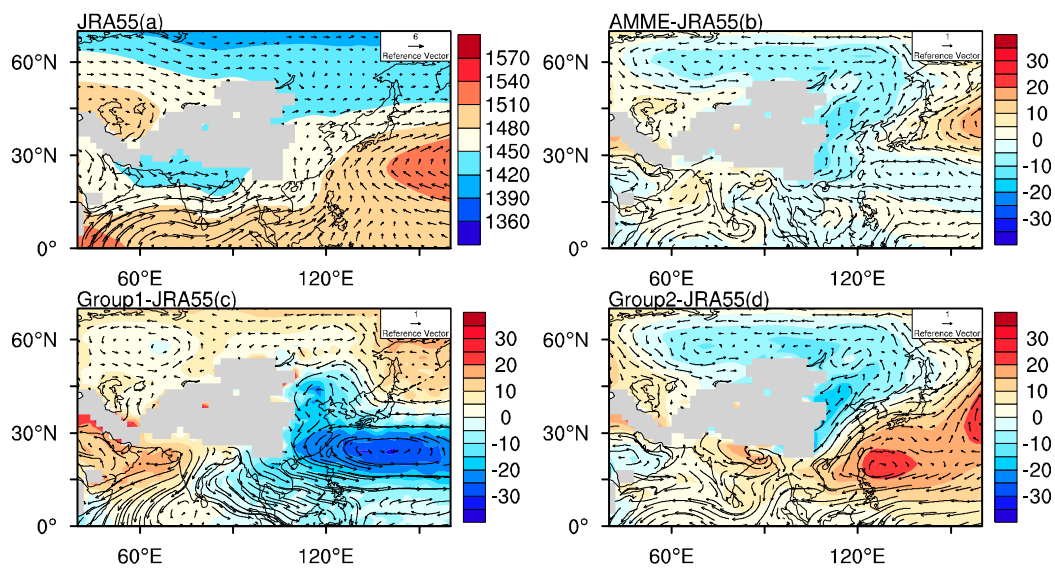 JRA55(a)
6
Reference Vector
60°N
30°N
0°
60°E
120°E
1570
1540
1510
1480
1450
1420
1390
1360
AMME-JRA55(b)
1
Reference Vector
60°N
30°N
0°
60°E
120°E
30
20
10
0
-10
-20
-30
Group1-JRA55(c)
1
Reference Vector
60°N
30°N
0°
60°E
120°E
30
20
10
0
-10
-20
-30
Group2-JRA55(d)
1
Reference Vector
60°N
30°N
0°
60°E
120°E
30
20
10
0
-10
-20
-30